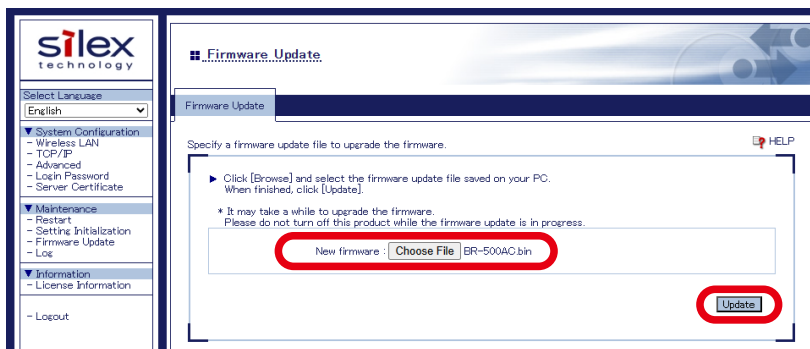 silex
technology
Select Language
English
▼ System Configuration
- Wireless LAN
- TCP/IP
- Advanced
- Login Password
- Server Certificate
▼ Maintenance
- Restart
- Setting Initialization
- Firmware Update
- Log
▼ Information
- License Information
- Logout
Firmware Update
Firmware Update
Specify a firmware update file to upgrade the firmware.
HELP
Click [Browse] and select the firmware update file saved on your PC.
When finished, click [Update].
* It may take a while to upgrade the firmware.
Please do not turn off this product while the firmware update is in progress.
New firmware : Choose File BR-500AC.bin
Update